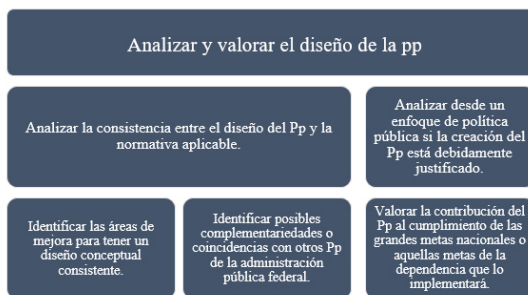 Analizar y valorar el diseño de la pp
Analizar la consistencia entre el diseño del Pp y la
normativa aplicable.
Analizar desde un
enfoque de política
pública si la creación del
Pp está debidamente
justificado.
Identificar las áreas de
mejora para tener un
diseño conceptual
consistente.
Identificar posibles
complementariedades o
coincidencias con otros Pp
de la administración
pública federal.
Valorar la contribución del
Pp al cumplimiento de las
grandes metas nacionales o
aquellas metas de la
dependencia que lo
implementará.